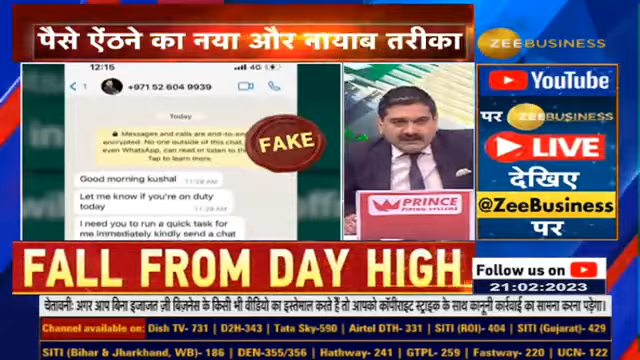 पैसे ऐंठने का नया और नायाब तरीका
ZEE BUSINESS
12:15
4G
1
+971 52 604 9939
Today
Messages and calls are end-to-end
encrypted. No one outside of this chat,
even WhatsApp, can read or listen to the
Tap to learn more.
FAKE
Good morning kushal
11:28 AM
Let me know if you're on duty
today
11:28 AM
I need you to run a quick task for
me immediately kindly send a chat
PRINCE
PIPING SYSTEMS
YouTube
पर ZEE BUSINESS
LIVE
देखिए
@ZeeBusiness
पर
FALL FROM DAY HIGH
Follow us on
21-02-2023
चेतावनी: अगर आप बिना इजाजत ज़ी बिज़नेस के किसी भी वीडियो का इस्तेमाल करते हैं तो आपको कॉपीराइट स्ट्राइक के साथ कानूनी कार्रवाई का सामना करना पड़ेगा।
Channel available on: Dish TV- 731 | D2H-343 | Tata Sky-590 | Airtel DTH- 331 | SITI (ROI)- 404 | SITI (Gujarat)- 429
SITI (Bihar & Jharkhand, WB)- 186 | DEN-355/356 | Hathway- 241 | GTPL- 259 | Fastway- 220 | UCN- 122